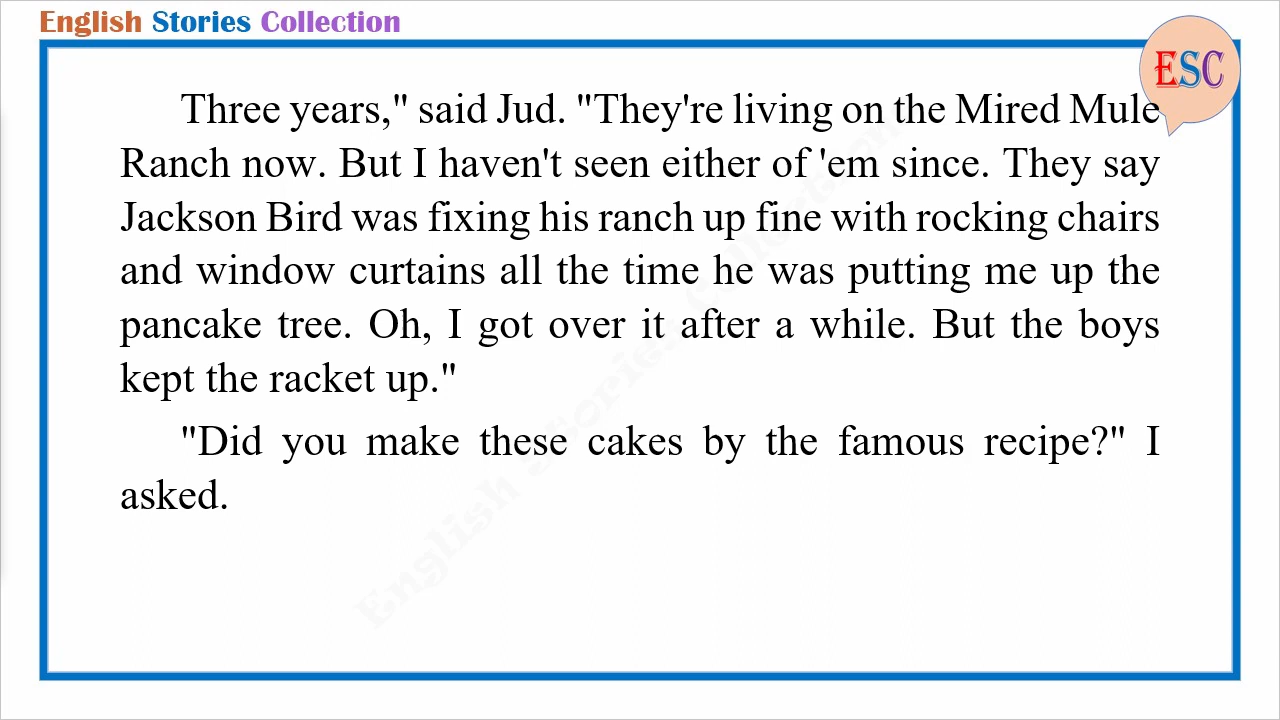 English Stories Collection
ESC
Three years," said Jud. "They're living on the Mired Mule
Ranch now. But I haven't seen either of 'em since. They say
Jackson Bird was fixing his ranch up fine with rocking chairs
and window curtains all the time he was putting me up the
pancake tree. Oh, I got over it after a while. But the boys
kept the racket up."
"Did you make these cakes by the famous recipe?" I
asked.
English Stories Collection